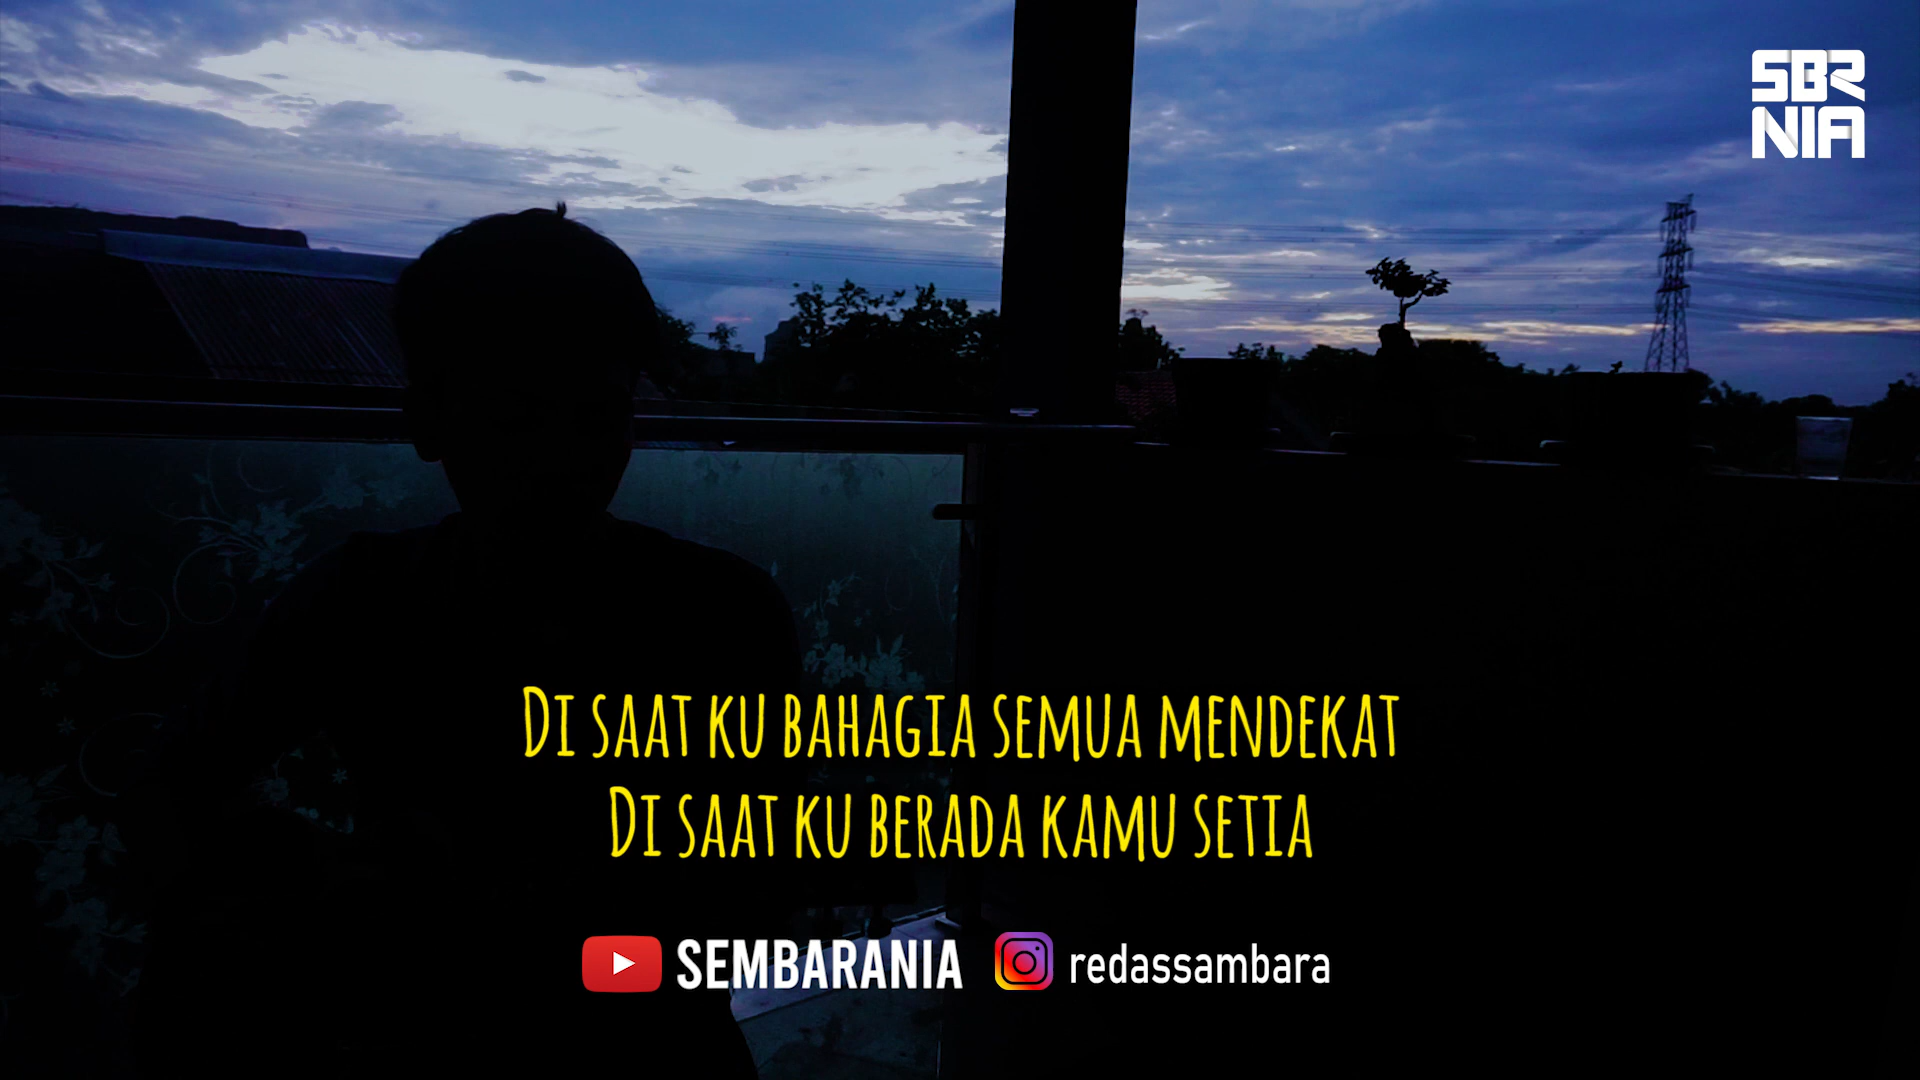 SBR
NIA
DI SAAT KU BAHAGIA SEMUA MENDEKAT
DI SAAT KU BERADA KAMU SETIA
SEMBARANIA redassambara